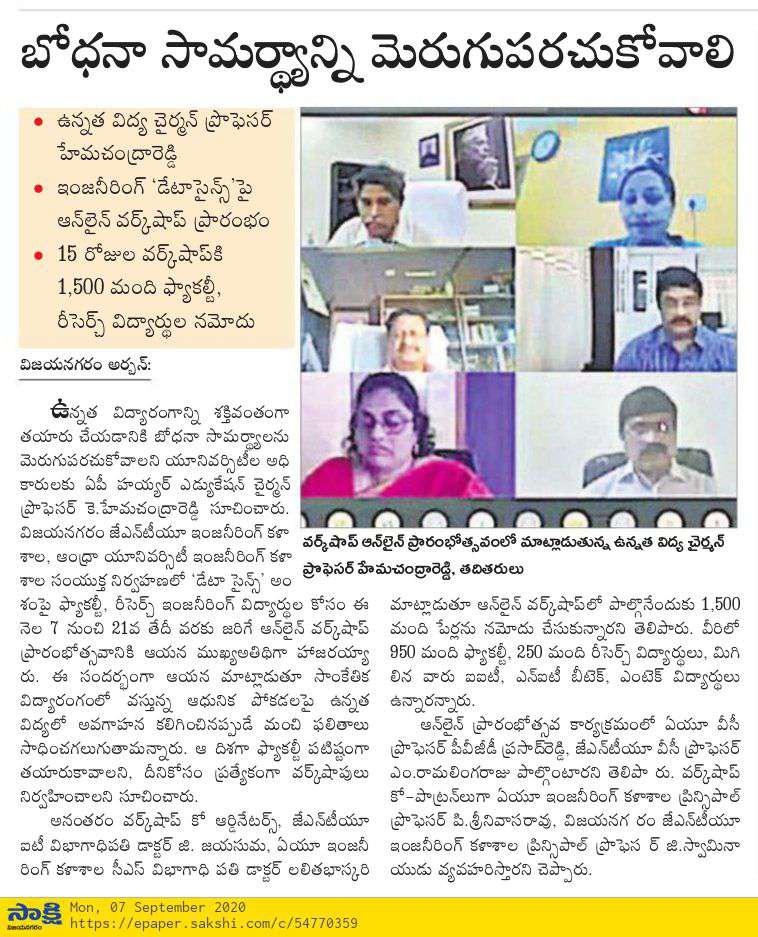 బోధనా సామర్థ్యాన్ని మెరుగుపరచుకోవాలి
• ఉన్నత విద్య చైర్మన్ ప్రొఫెసర్
హేమచంద్రారెడ్డి
• ఇంజనీరింగ్ ‘డేటాసైన్స్’పై
ఆన్‌లైన్ వర్క్‌షాప్ ప్రారంభం
• 15 రోజుల వర్క్‌షాప్‌కి
1,500 మంది ఫ్యాకల్టీ,
రీసెర్చ్ విద్యార్థుల నమోదు
విజయనగరం అర్బన్:
ఉన్నత విద్యారంగాన్ని శక్తివంతంగా
తయారు చేయడానికి బోధనా సామర్థ్యాలను
మెరుగుపరచుకోవాలని యూనివర్సిటీల అధి
కారులకు ఏపీ హయ్యర్ ఎడ్యుకేషన్ చైర్మన్
ప్రొఫెసర్ కె.హేమచంద్రారెడ్డి సూచించారు.
విజయనగరం జేఎన్‌టీయూ ఇంజనీరింగ్ కళా
శాల, ఆంధ్రా యూనివర్సిటీ ఇంజనీరింగ్ కళా
శాల సంయుక్త నిర్వహణలో ‘డేటా సైన్స్’ అం
శంపై ఫ్యాకల్టీ, రీసెర్చ్ ఇంజనీరింగ్ విద్యార్థుల కోసం ఈ
నెల 7 నుంచి 21వ తేదీ వరకు జరిగే ఆన్‌లైన్ వర్క్‌షాప్
ప్రారంభోత్సవానికి ఆయన ముఖ్యఅతిథిగా హాజరయ్యా
రు. ఈ సందర్భంగా ఆయన మాట్లాడుతూ సాంకేతిక
విద్యారంగంలో వస్తున్న ఆధునిక పోకడలపై ఉన్నత
విద్యలో అవగాహన కలిగించినప్పుడే మంచి ఫలితాలు
సాధించగలుగుతామన్నారు. ఆ దిశగా ఫ్యాకల్టీ పటిష్టంగా
తయారుకావాలని, దీనికోసం ప్రత్యేకంగా వర్క్‌షాపులు
నిర్వహించాలని సూచించారు.
అనంతరం వర్క్‌షాప్ కో ఆర్డినేటర్స్, జేఎన్‌టీయూ
ఐటీ విభాగాధిపతి డాక్టర్ జి. జయసుమ, ఏయూ ఇంజనీ
రింగ్ కళాశాల సీఎస్ విభాగాధి పతి డాక్టర్ లలితభాస్కరి
వర్క్‌షాప్ ఆన్‌లైన్ ప్రారంభోత్సవంలో మాట్లాడుతున్న ఉన్నత విద్య చైర్మన్
ప్రొఫెసర్ హేమచంద్రారెడ్డి, తదితరులు
మాట్లాడుతూ ఆన్‌లైన్ వర్క్‌షాప్‌లో పాల్గొనేందుకు 1,500
మంది పేర్లను నమోదు చేసుకున్నారని తెలిపారు. వీరిలో
950 మంది ఫ్యాకల్టీ, 250 మంది రీసెర్చ్ విద్యార్థులు, మిగి
లిన వారు ఐఐటీ, ఎన్ఐటీ బీటెక్, ఎంటెక్ విద్యార్థులు
ఉన్నారన్నారు.
ఆన్‌లైన్ ప్రారంభోత్సవ కార్యక్రమంలో ఏయూ వీసీ
ప్రొఫెసర్ పీవీజీడీ ప్రసాద్‌రెడ్డి, జేఎన్‌టీయూ వీసీ ప్రొఫెసర్
ఎం.రామలింగరాజు పాల్గొంటారని తెలిపా రు. వర్క్‌షాప్
కో-పాట్రన్‌లుగా ఏయూ ఇంజనీరింగ్ కళాశాల ప్రిన్సిపాల్
ప్రొఫెసర్ పి.శ్రీనివాసరావు, విజయనగ రం జేఎన్‌టీయూ
ఇంజనీరింగ్ కళాశాల ప్రిన్సిపాల్ ప్రొఫెస ర్ జి.స్వామినా
యుడు వ్యవహరిస్తారని చెప్పారు.
సాక్షి
విజయనగరం
Mon, 07 September 2020
https://epaper.sakshi.com/c/54770359